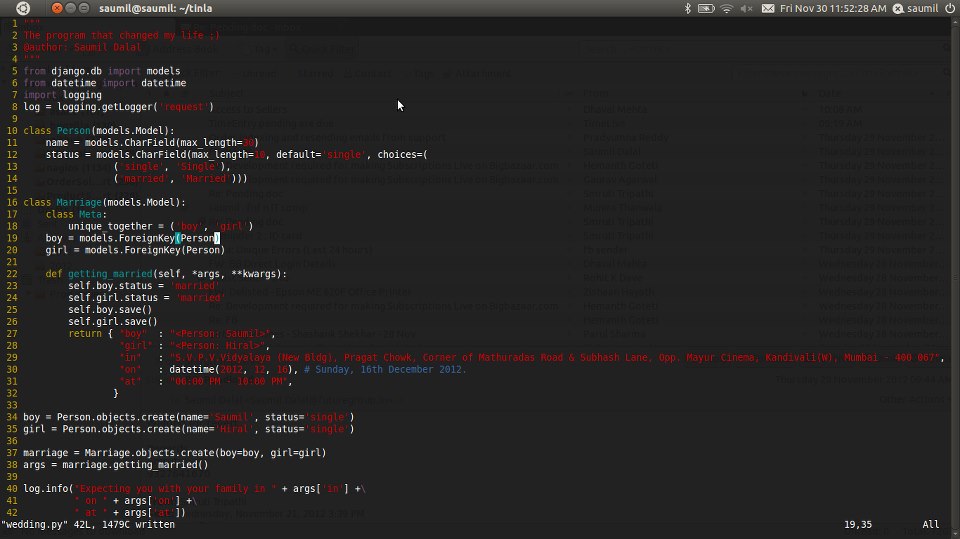 saumil@saumil: ~/tinla
Fri Nov 30 11:52:28 AM saumil
1 """
2 The program that changed my life ;)
3 @author: Saumil Dalal
4 """
5 from django.db import models
6 from datetime import datetime
7 import logging
8 log = logging.getLogger('request')
9
10 class Person(models.Model):
11     name = models.CharField(max_length=30)
12     status = models.CharField(max_length=10, default='single', choices=(
13                 ('single', 'Single'),
14                 ('married', 'Married')))
15
16 class Marriage(models.Model):
17     class Meta:
18         unique_together = ('boy', 'girl')
19     boy = models.ForeignKey(Person)
20     girl = models.ForeignKey(Person)
21
22     def getting_married(self, *args, **kwargs):
23         self.boy.status = 'married'
24         self.girl.status = 'married'
25         self.boy.save()
26         self.girl.save()
27         return { "boy"  : "<Person: Saumil>",
28                  "girl" : "<Person: Hiral>",
29                  "in"   : "S.V.P.V.Vidyalaya (New Bldg), Pragat Chowk, Corner of Mathuradas Road & Subhash Lane, Opp. Mayur Cinema, Kandivali(W), Mumbai - 400 067",
30                  "on"   : datetime(2012, 12, 16), # Sunday, 16th December 2012.
31                  "at"   : "06:00 PM - 10:00 PM",
32                 }
33
34 boy = Person.objects.create(name='Saumil', status='single')
35 girl = Person.objects.create(name='Hiral', status='single')
36
37 marriage = Marriage.objects.create(boy=boy, girl=girl)
38 args = marriage.getting_married()
39
40 log.info("Expecting you with your family in " + args['in'] +\
41          " on " + args['on'] +\
42          " at " + args['at'])
"wedding.py" 42L, 1479C written 19,35 All